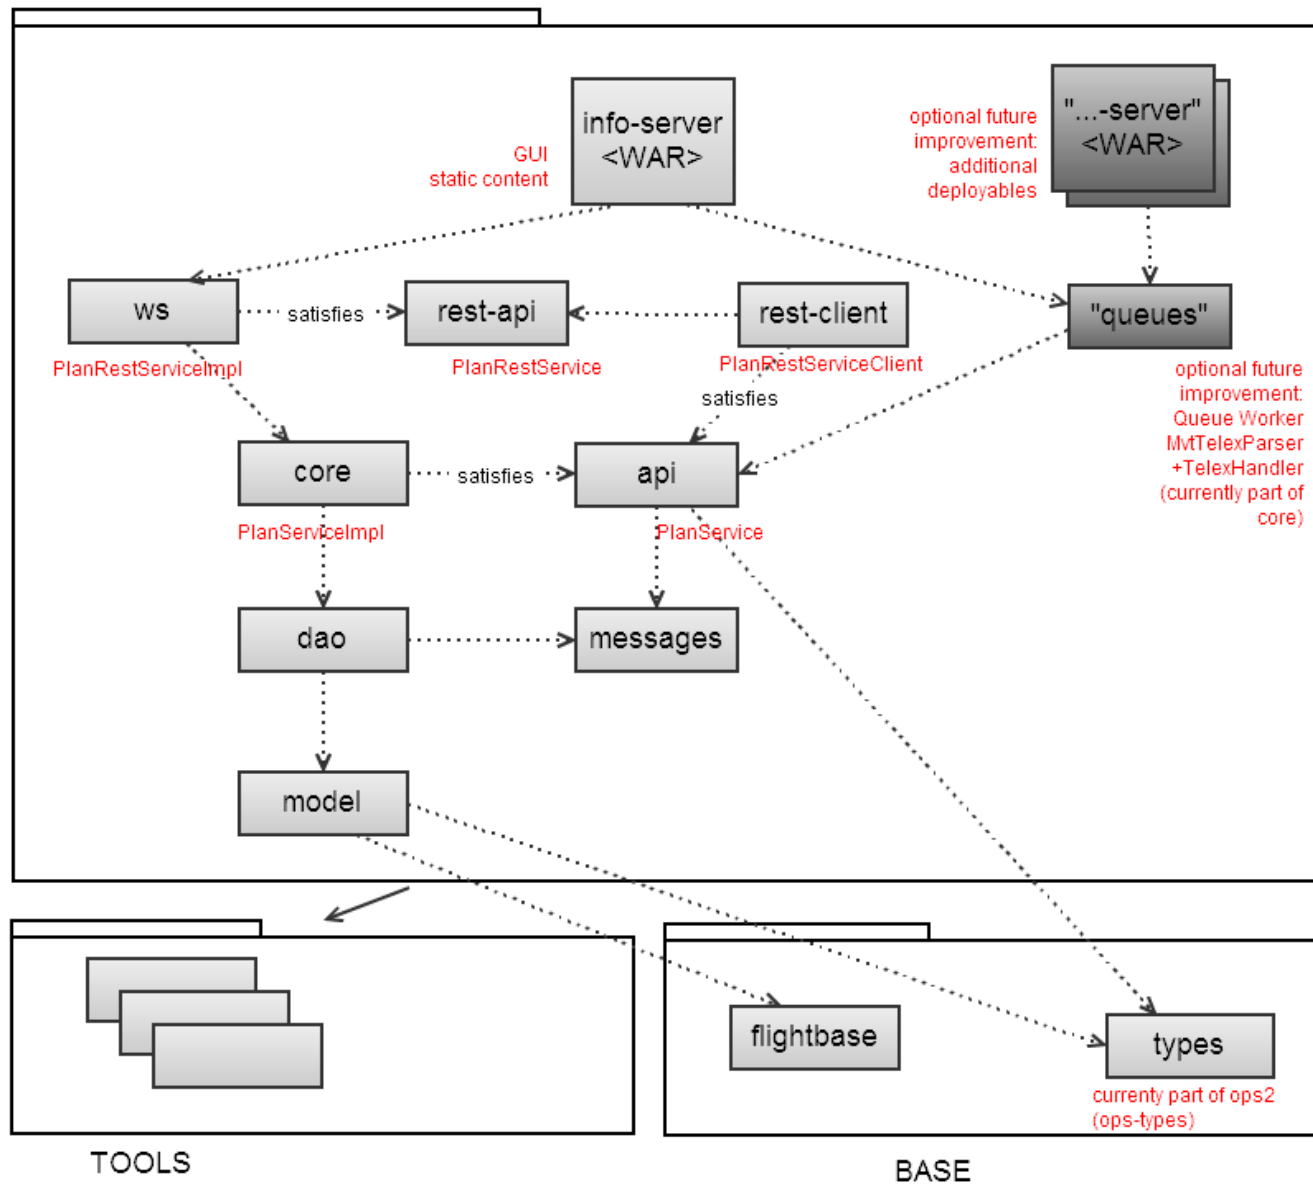 info-server
<WAR>
GUI
static content
"...-server"
<WAR>
optional future
improvement:
additional
deployables
ws
satisfies
rest-api
rest-client
"queues"
PlanRestServiceImpl
PlanRestService
PlanRestServiceClient
satisfies
optional future
improvement:
Queue Worker
MvtTelexParser
+TelexHandler
(currently part of
core)
core
satisfies
api
PlanServiceImpl
PlanService
dao
messages
model
flightbase
types
currenty part of ops2
(ops-types)
TOOLS
BASE